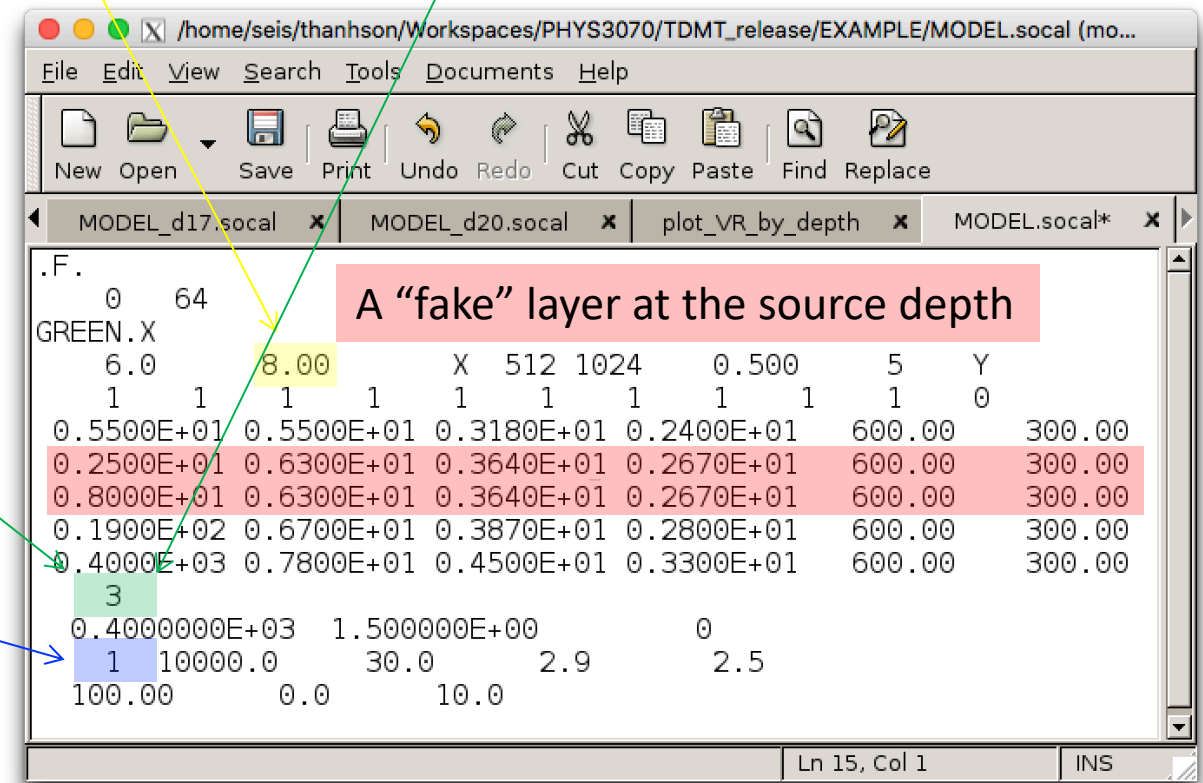 /home/seis/thanhson/Workspaces/PHYS3070/TDMT_release/EXAMPLE/MODEL.socal (mo...
File Edit View Search Tools Documents Help
New Open Save Print Undo Redo Cut Copy Paste Find Replace
MODEL_d17.socal MODEL_d20.socal plot_VR_by_depth MODEL.socal*
.F.
0 64
A “fake” layer at the source depth
GREEN.X
6.0 8.00 X 512 1024 0.500 5 Y
1 1 1 1 1 1 1 1 1 1 0
0.5500E+01 0.5500E+01 0.3180E+01 0.2400E+01 600.00 300.00
0.2500E+01 0.6300E+01 0.3640E+01 0.2670E+01 600.00 300.00
0.8000E+01 0.6300E+01 0.3640E+01 0.2670E+01 600.00 300.00
0.1900E+02 0.6700E+01 0.3870E+01 0.2800E+01 600.00 300.00
0.4000E+03 0.7800E+01 0.4500E+01 0.3300E+01 600.00 300.00
3
0.4000000E+03 1.500000E+00 0
1 10000.0 30.0 2.9 2.5
100.00 0.0 10.0
Ln 15, Col 1 INS